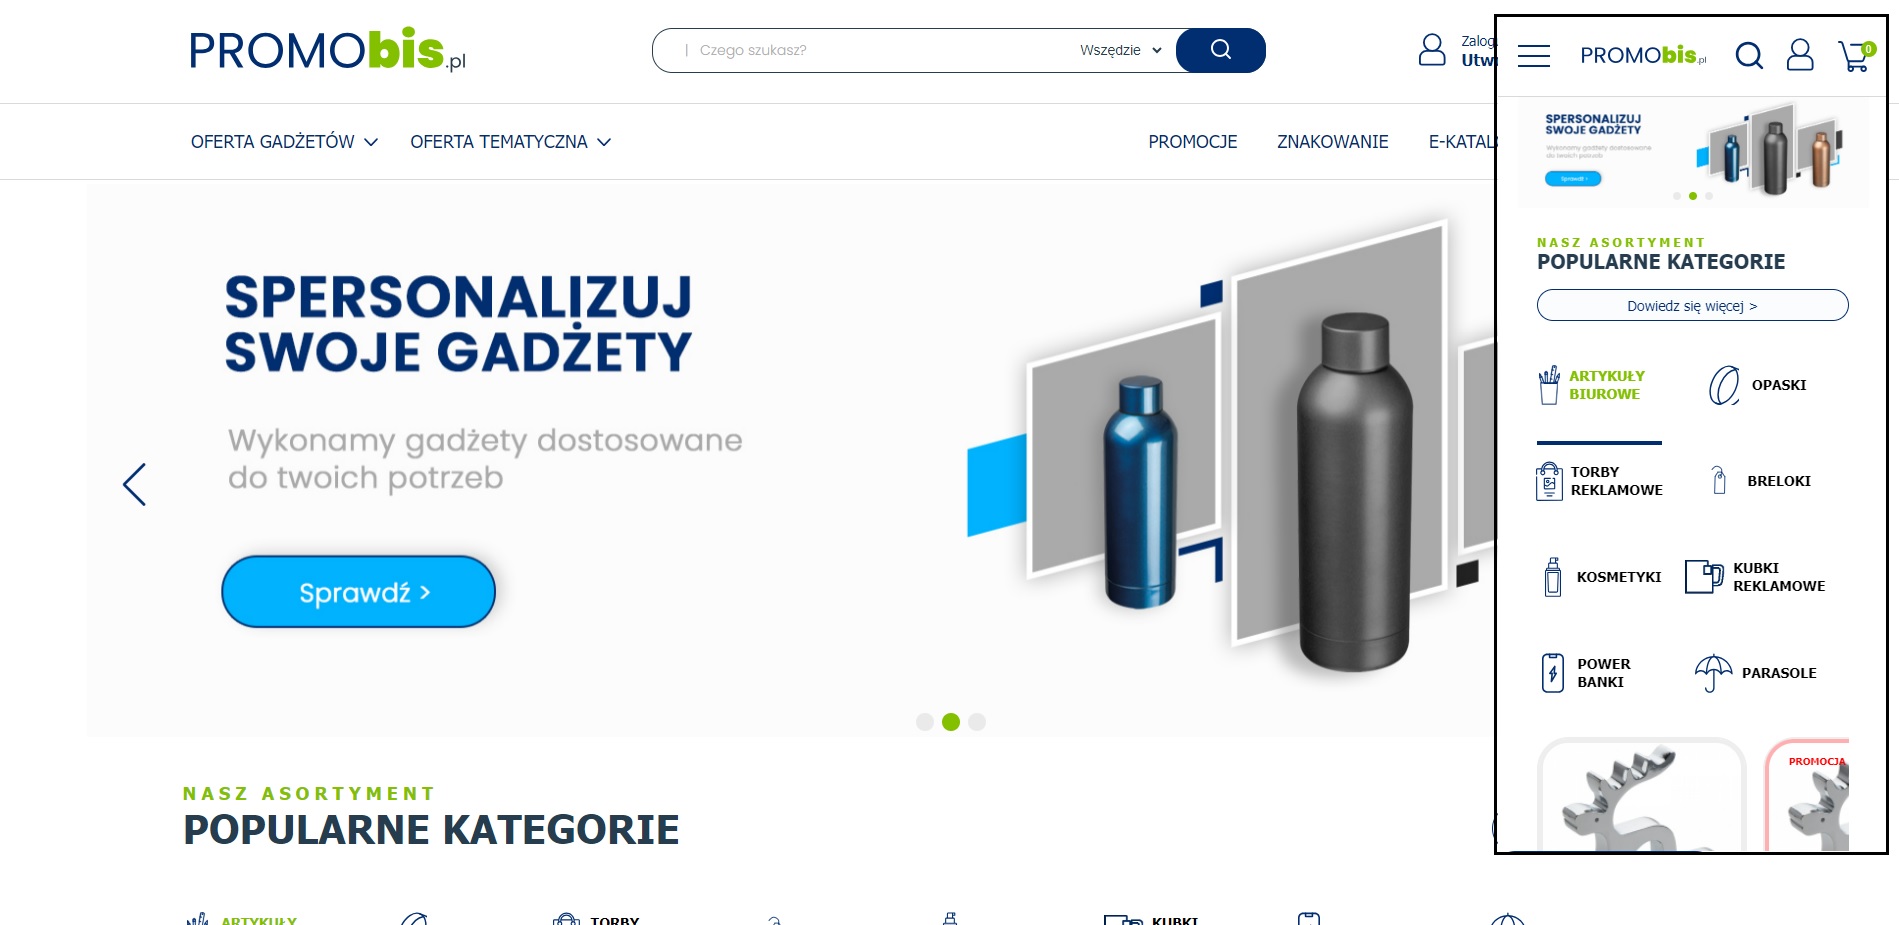 PROMObis.pl
Czego szukasz?
Wszędzie
Utw
OFERTA GADŻETÓW
OFERTA TEMATYCZNA
PROMOCJE
ZNAKOWANIE
SPERSONALIZUJ
SWOJE GADŻETY
Wykonamy gadżety dostosowane
do twoich potrzeb
Sprawdź >
NASZ ASORTYMENT
POPULARNE KATEGORIE
ARTYKUŁY
TORBY
KUBKI
PROMObis.pl
0
SPERSONALIZUJ
SWOJE GADŻETY
Wykonamy gadżety dostosowane
do twoich potrzeb
Sprawdź >
NASZ ASORTYMENT
POPULARNE KATEGORIE
Dowiedz się więcej >
ARTYKUŁY
BIUROWE
OPASKI
TORBY
REKLAMOWE
BRELOKI
KOSMETYKI
KUBKI
REKLAMOWE
POWER
BANKI
PARASOLE
PROMOCJA